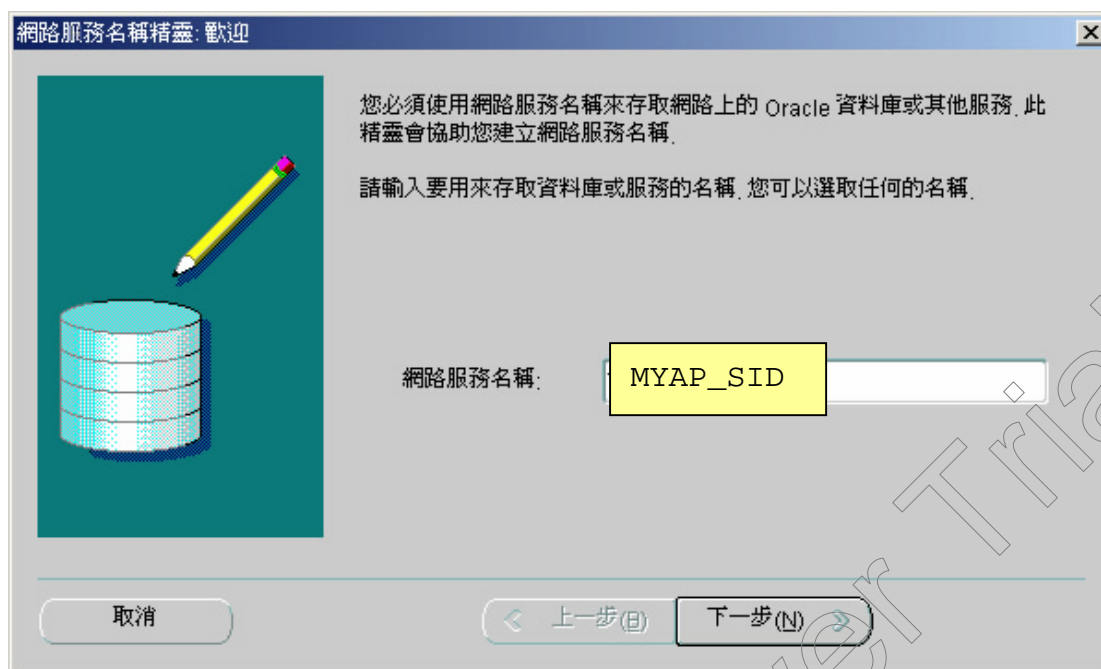 網路服務名稱精靈: 歡迎
您必須使用網路服務名稱來存取網路上的 Oracle 資料庫或其他服務. 此
精靈會協助您建立網路服務名稱.
請輸入要用來存取資料庫或服務的名稱. 您可以選取任何的名稱.
網路服務名稱:
MYAP_SID
取消
上一步(B)
下一步(N)